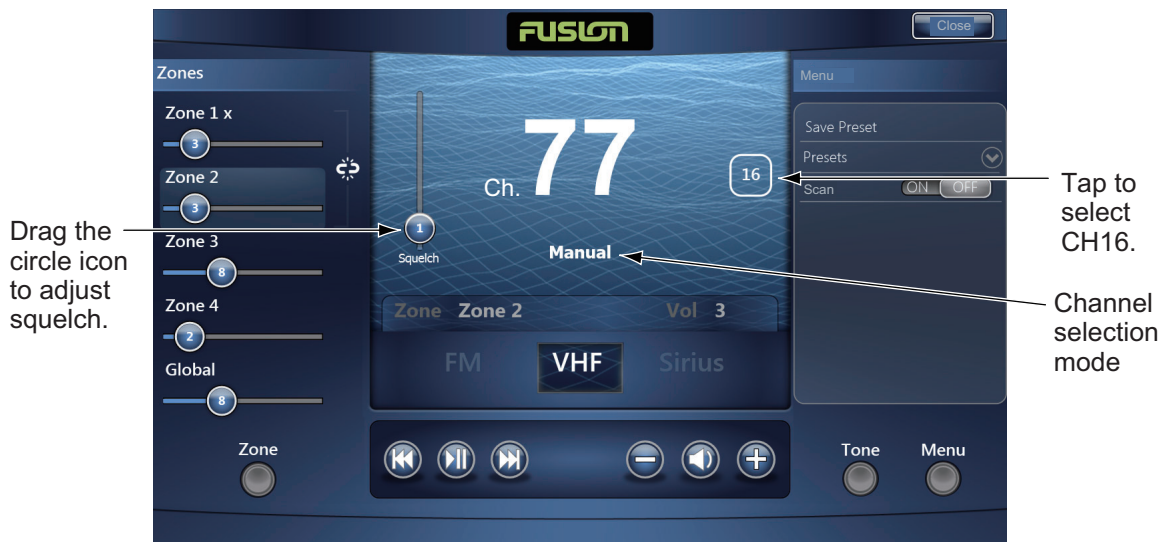 FUSION
Close
Zones
Zone 1 x
3
Zone 2
3
Zone 3
8
Zone 4
2
Global
8
Zone
1
Squelch
Ch. 77
16
Manual
Zone Zone 2 Vol 3
FM VHF Sirius
Menu
Save Preset
Presets
Scan ON OFF
Tone Menu
Drag the
circle icon
to adjust
squelch.
Tap to
select
CH16.
Channel
selection
mode